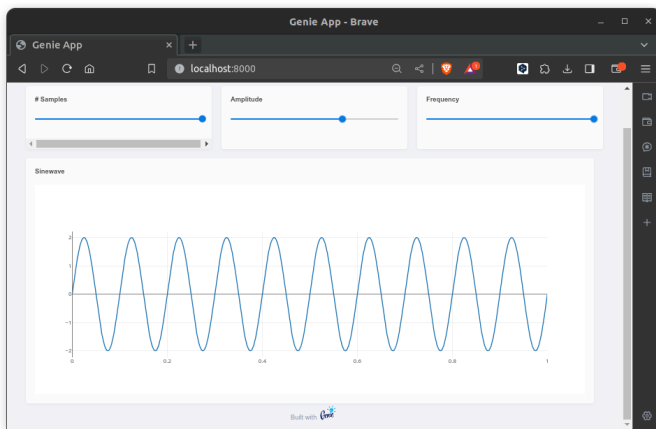 Genie App - Brave
Genie App
localhost:8000
# Samples
Amplitude
Frequency
Sinewave
2
1
0
−1
−2
0
0.2
0.4
0.6
0.8
1
Built with Genie